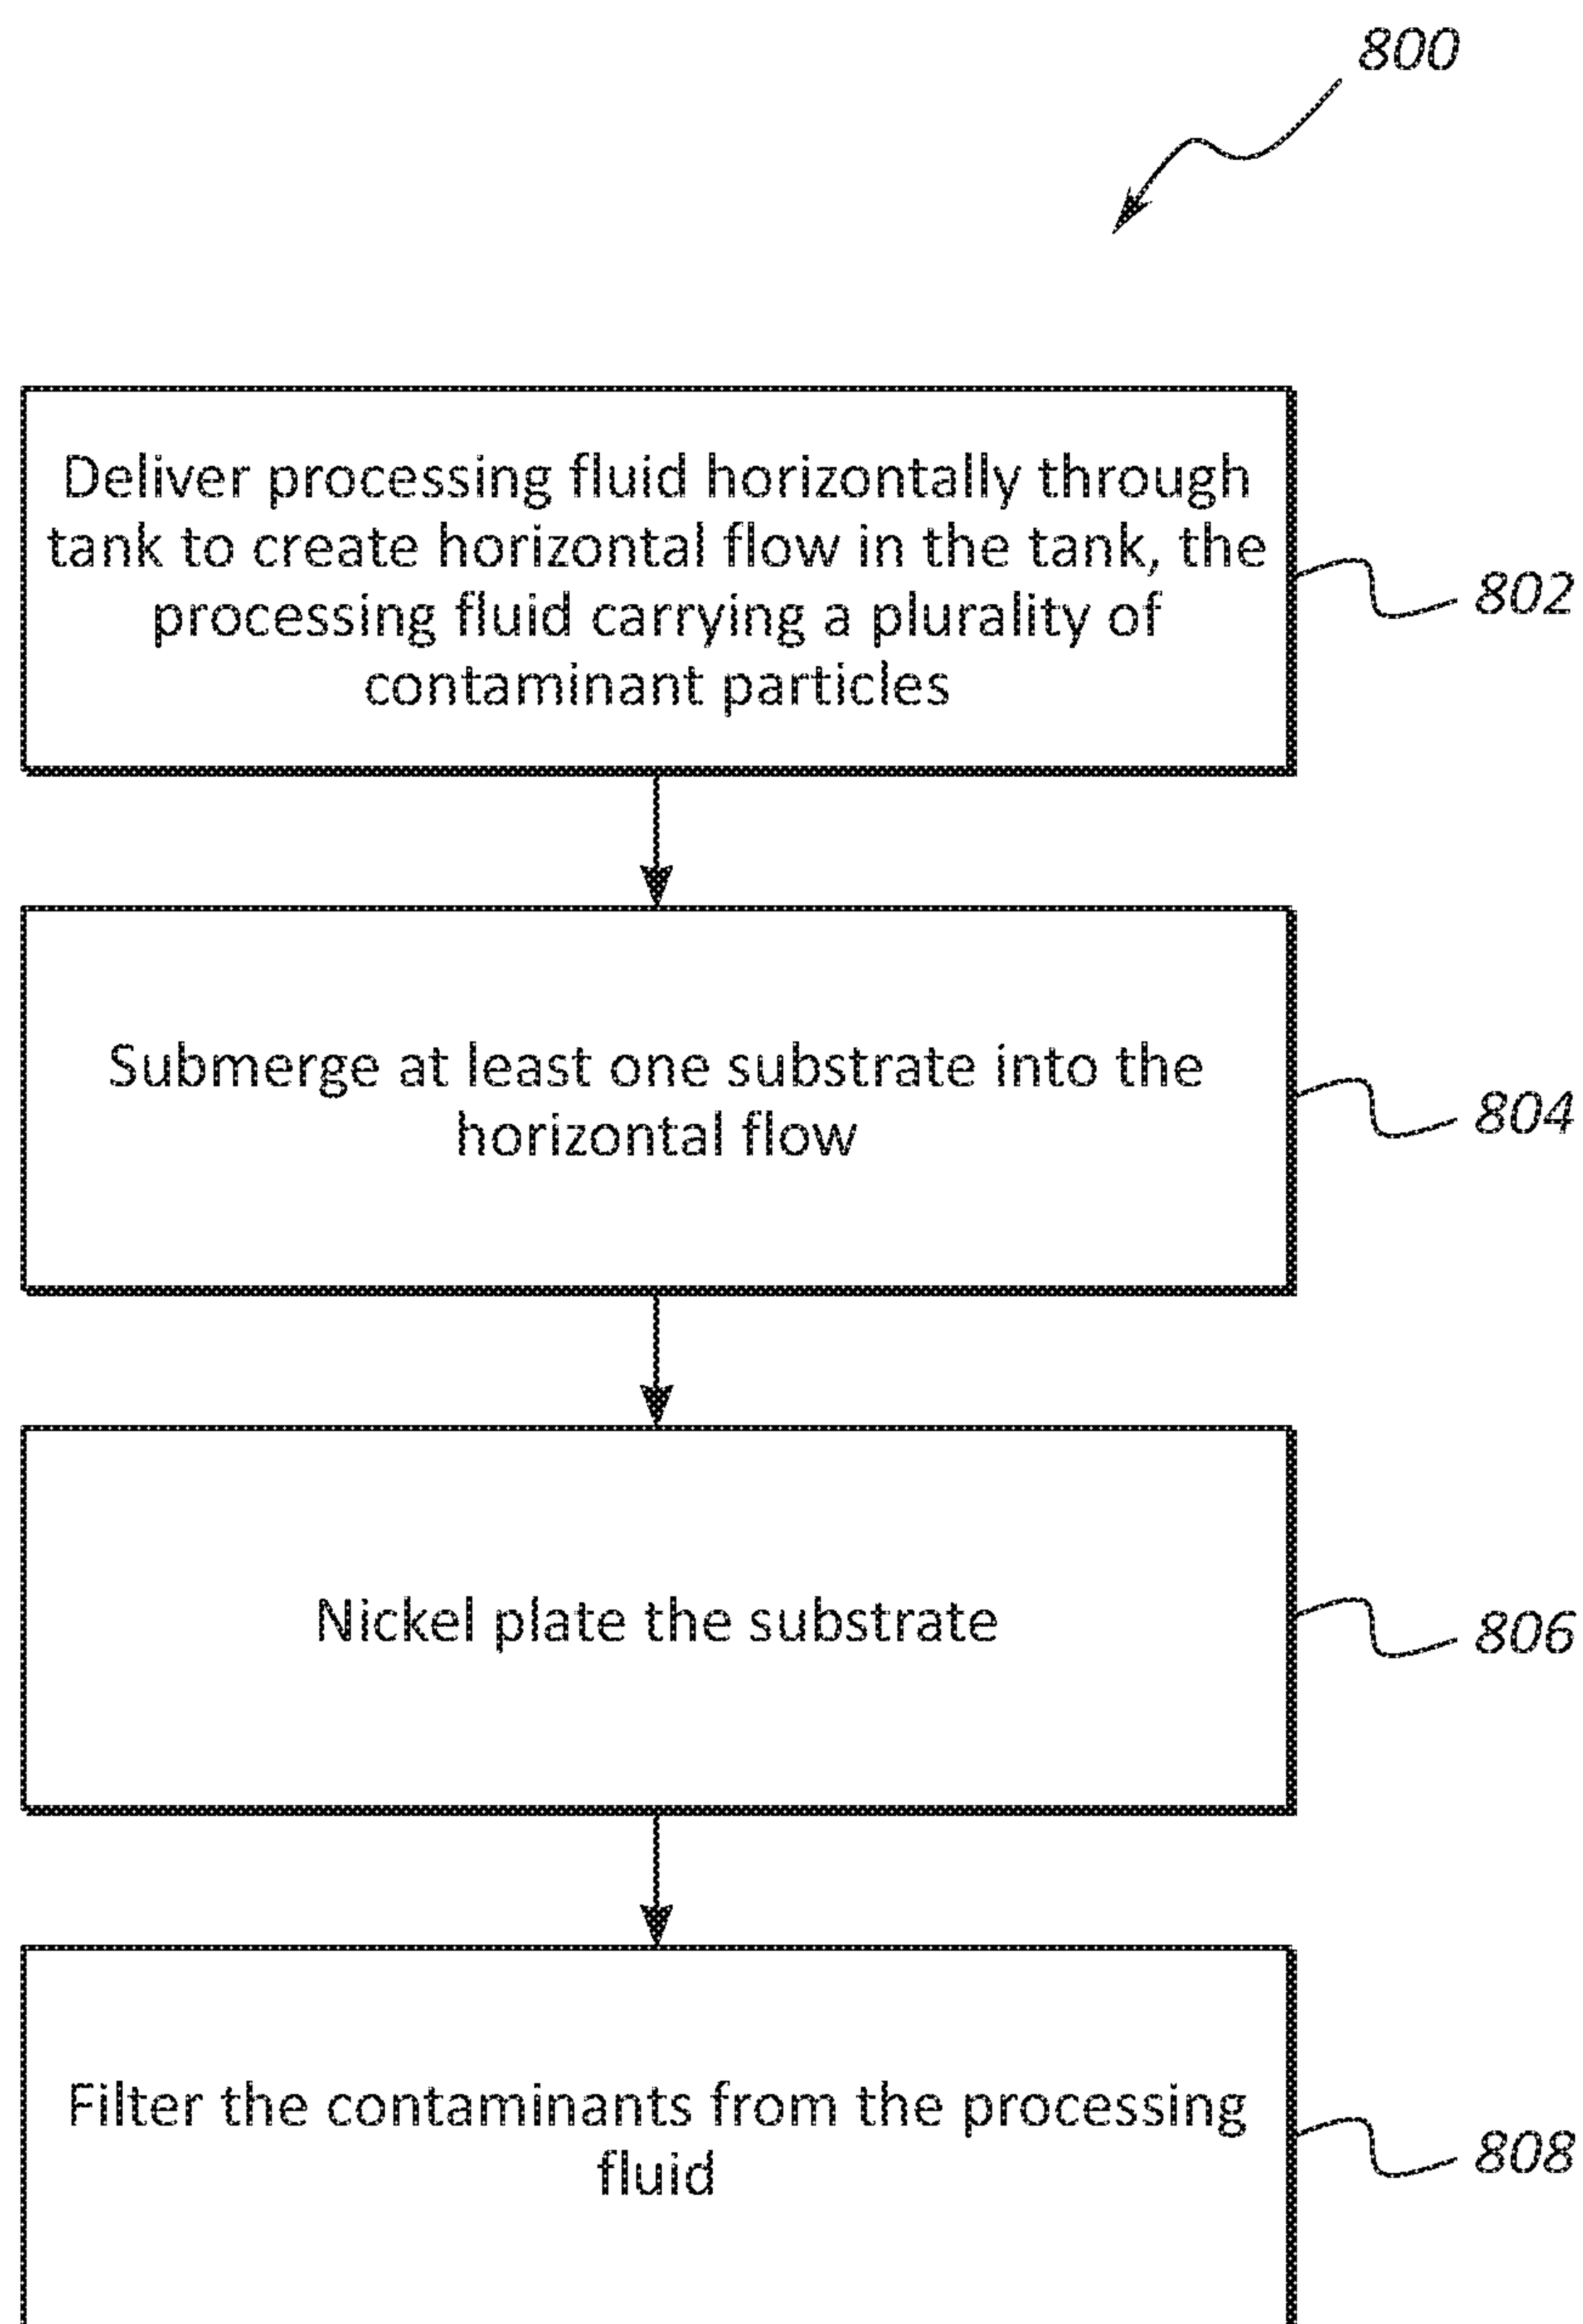 800
Deliver processing fluid horizontally through
tank to create horizontal flow in the tank, the
processing fluid carrying a plurality of
contaminant particles
802
Submerge at least one substrate into the
horizontal flow
804
Nickel plate the substrate
806
Filter the contaminants from the processing
fluid
808